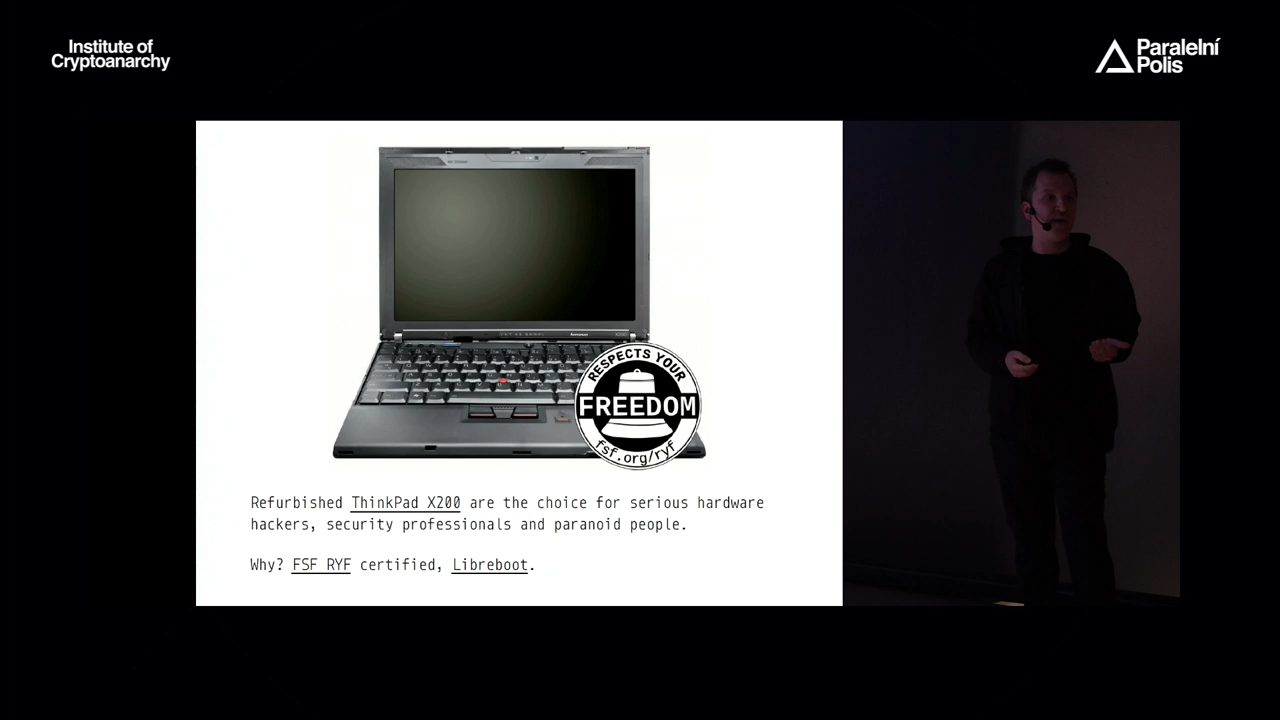 Institute of
Cryptoanarchy
Paralelní
Polis
RESPECTS YOUR
FREEDOM
fsf.org/ryf
Refurbished ThinkPad X200 are the choice for serious hardware
hackers, security professionals and paranoid people.
Why? FSF RYF certified, Libreboot.